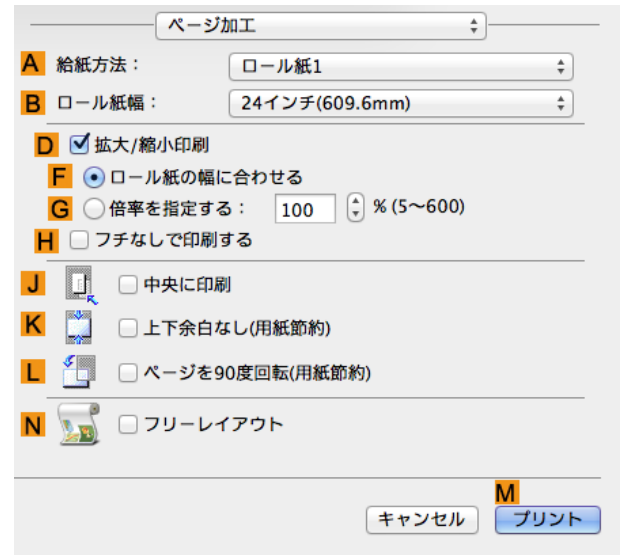 ページ加工
A 給紙方法： ロール紙1
B ロール紙幅： 24インチ(609.6mm)
D 拡大/縮小印刷
F ロール紙の幅に合わせる
G 倍率を指定する： 100 % (5〜600)
H フチなしで印刷する
J 中央に印刷
K 上下余白なし(用紙節約)
L ページを90度回転(用紙節約)
N フリーレイアウト
M
キャンセル プリント